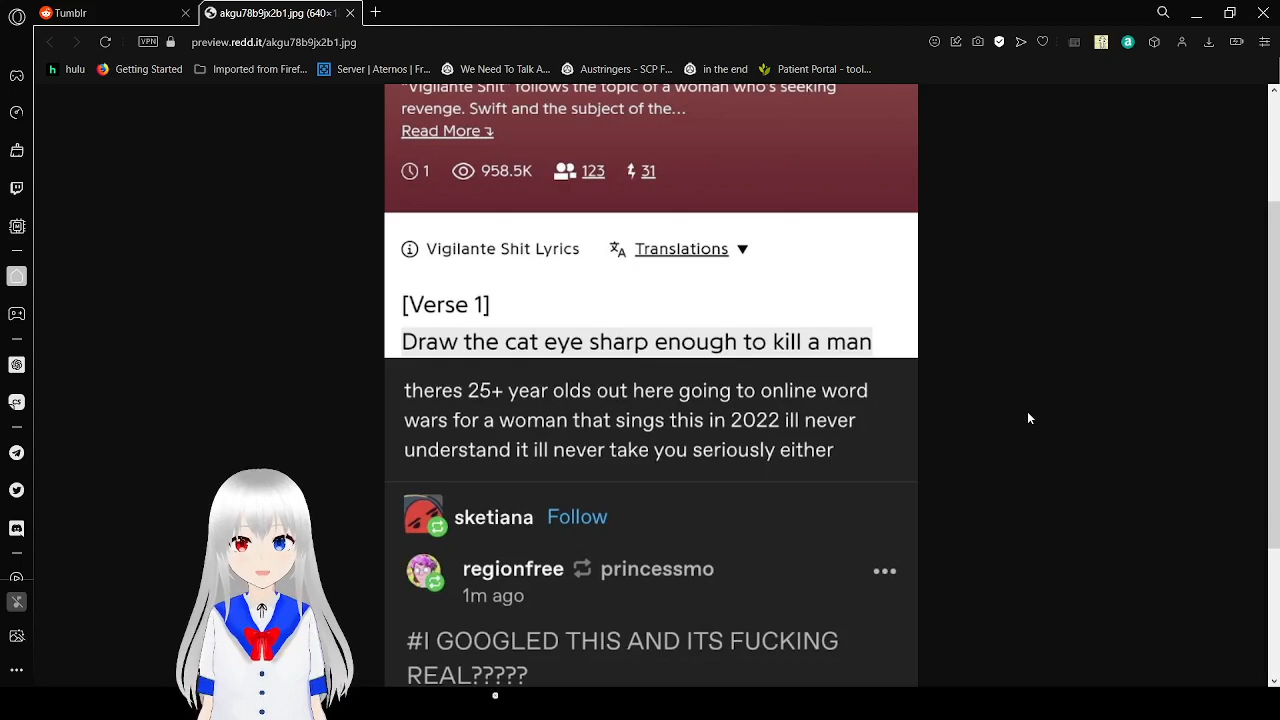 Tumblr
akgu78b9jx2b1.jpg (640×1
VPN
preview.redd.it/akgu78b9jx2b1.jpg
hulu
Getting Started
Imported from Firef...
Server | Aternos | Fr...
We Need To Talk A...
Austringers - SCP F...
in the end
Patient Portal - tool...
"Vigilante Shit" follows the topic of a woman who's seeking
revenge. Swift and the subject of the...
Read More
1 958.5K 123 31
Vigilante Shit Lyrics Translations
[Verse 1]
Draw the cat eye sharp enough to kill a man
theres 25+ year olds out here going to online word
wars for a woman that sings this in 2022 ill never
understand it ill never take you seriously either
sketiana Follow
regionfree princessmo
1m ago
#I GOOGLED THIS AND ITS FUCKING
REAL?????